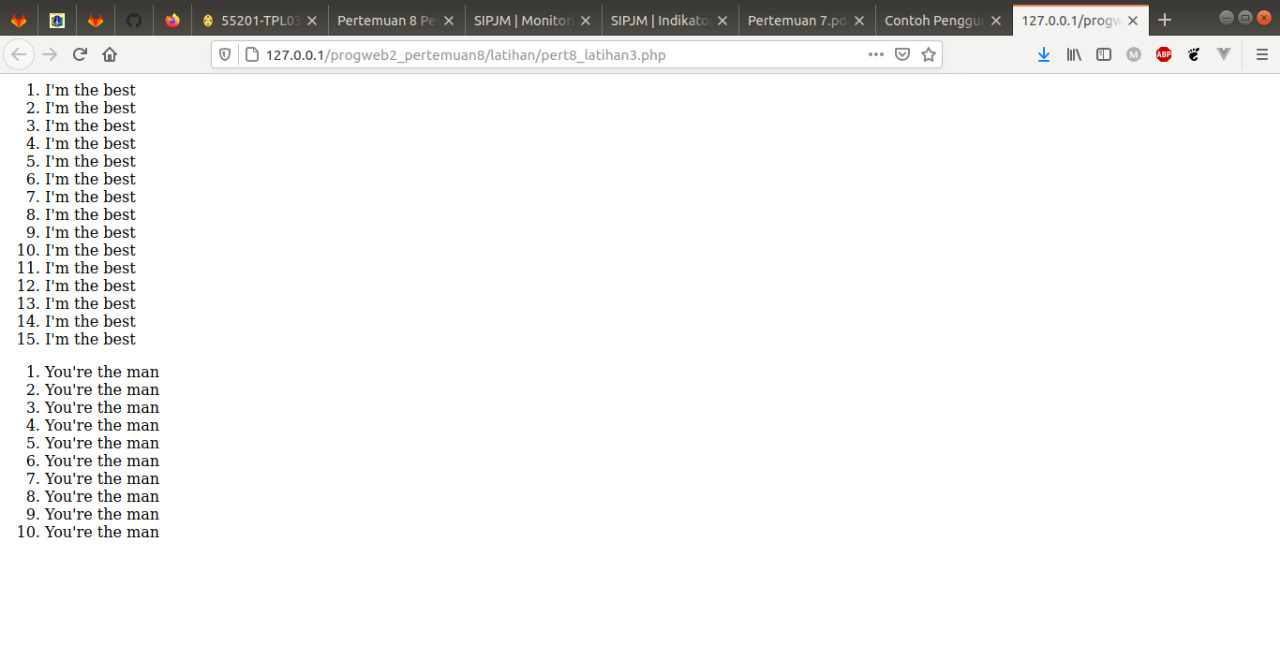 55201-TPL03
Pertemuan 8 Pe
SIPJM | Monitori
SIPJM | Indikato
Pertemuan 7.pd
Contoh Penggu
127.0.0.1/progw
127.0.0.1/progweb2_pertemuan8/latihan/pert8_latihan3.php
ABP
1. I'm the best
2. I'm the best
3. I'm the best
4. I'm the best
5. I'm the best
6. I'm the best
7. I'm the best
8. I'm the best
9. I'm the best
10. I'm the best
11. I'm the best
12. I'm the best
13. I'm the best
14. I'm the best
15. I'm the best
1. You're the man
2. You're the man
3. You're the man
4. You're the man
5. You're the man
6. You're the man
7. You're the man
8. You're the man
9. You're the man
10. You're the man